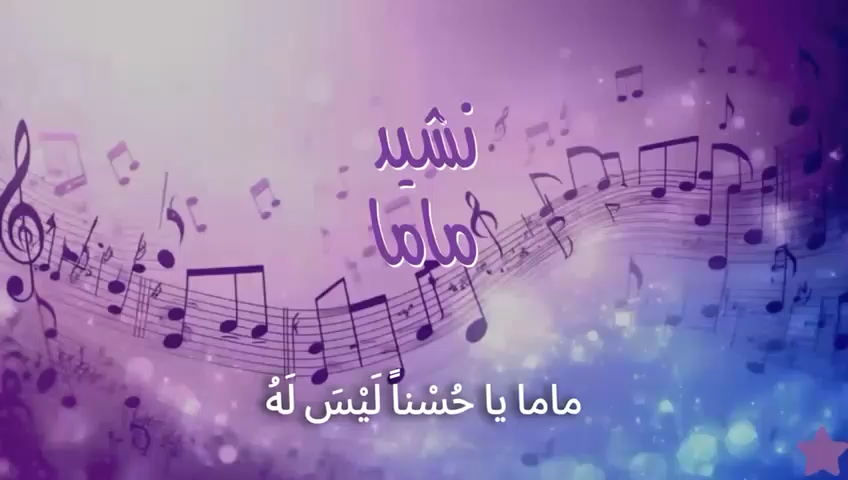 نشيد
ماما
ماما يا حُسْناً لَيْسَ لَهُ